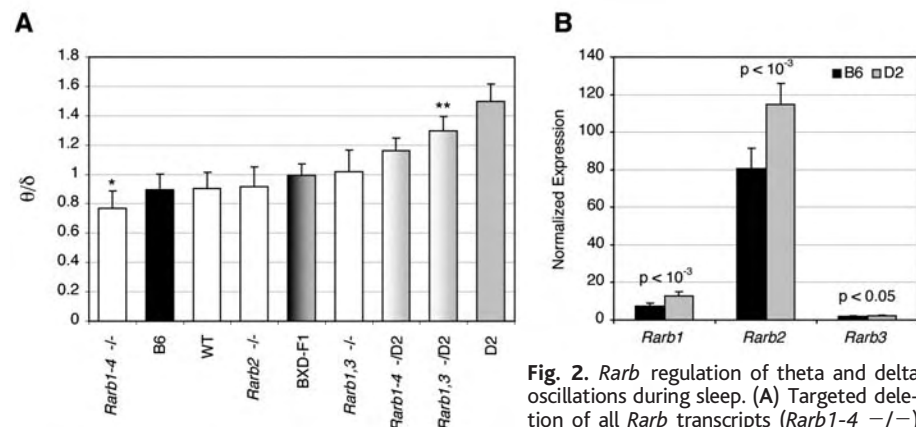 A
1.8
1.6
1.4
1.2
1
0.8
0.6
0.4
0.2
0
θ/δ
*
**
Rarb1-4 -/-
B6
WT
Rarb2 -/-
BXD-F1
Rarb1,3 -/-
Rarb1-4 -/D2
Rarb1,3 -/D2
D2
B
140
120
100
80
60
40
20
0
Normalized Expression
p < 10⁻³
B6 D2
p < 10⁻³
p < 0.05
Rarb1 Rarb2 Rarb3
Fig. 2. Rarb regulation of theta and delta
oscillations during sleep. (A) Targeted dele-
tion of all Rarb transcripts (Rarb1-4 −/−)